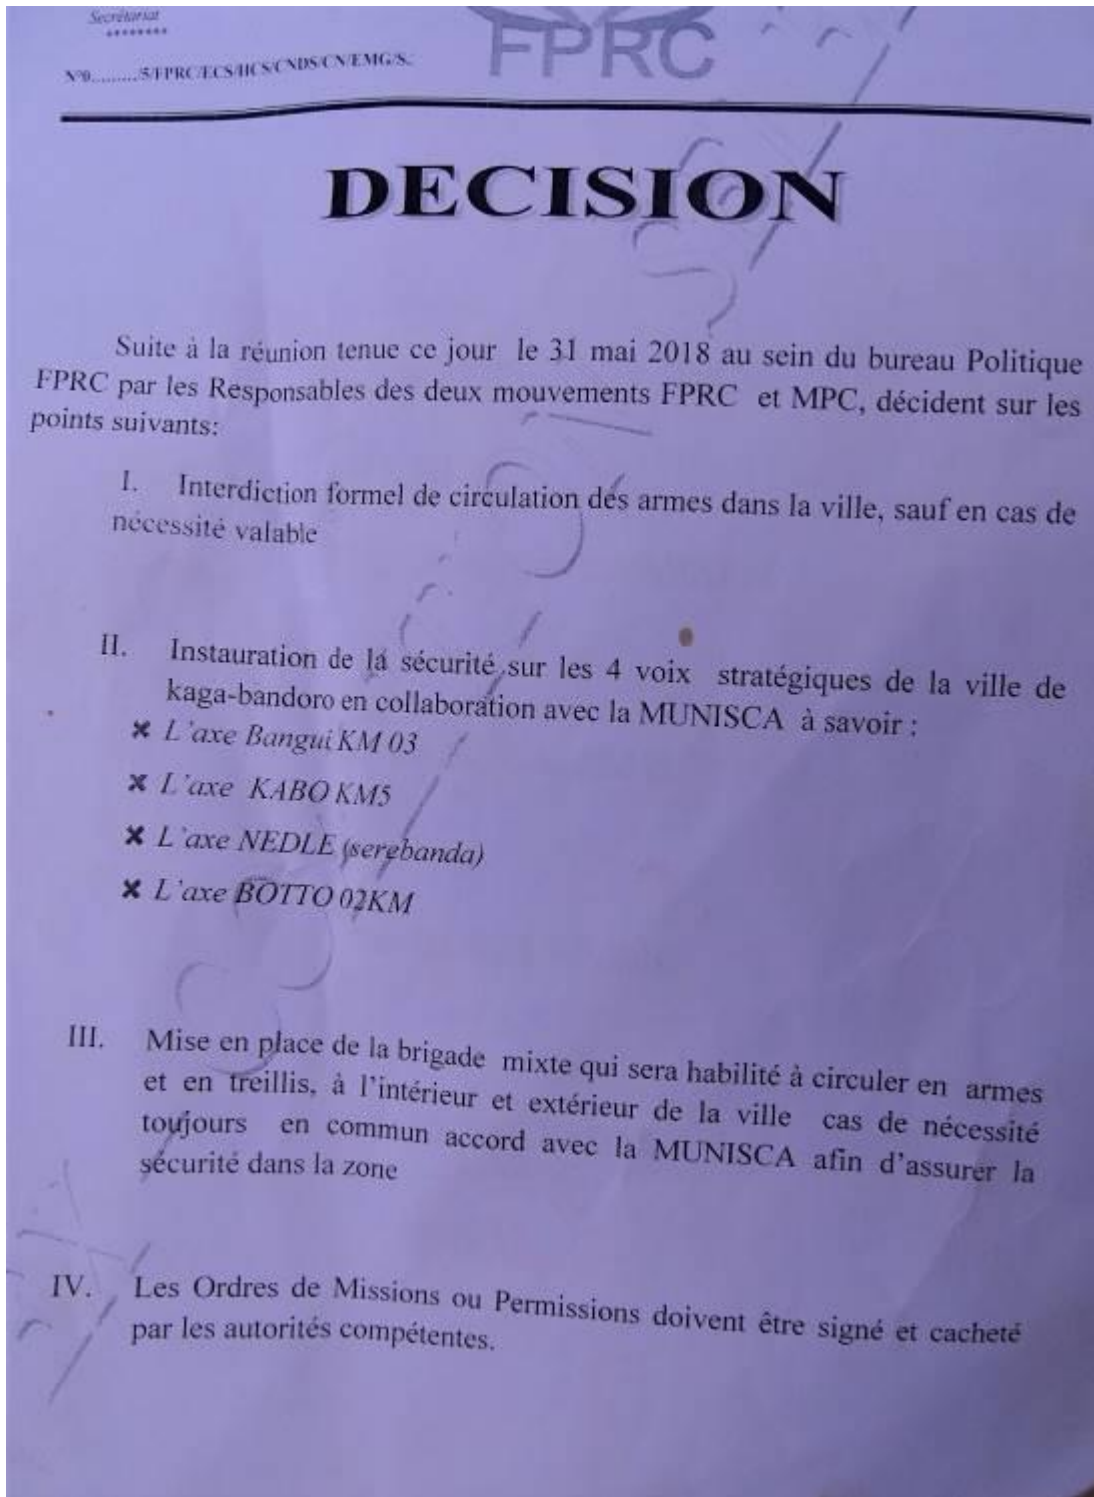 Secrétariat
********
N°0.........5/FPRC/ECS/HCS/CNDS/CN/EMG/S.
FPRC
DECISION
Suite à la réunion tenue ce jour le 31 mai 2018 au sein du bureau Politique
FPRC par les Responsables des deux mouvements FPRC et MPC, décident sur les
points suivants:
I. Interdiction formel de circulation des armes dans la ville, sauf en cas de
nécessité valable
II. Instauration de la sécurité sur les 4 voix stratégiques de la ville de
kaga-bandoro en collaboration avec la MUNISCA à savoir :
✖ L'axe Bangui KM 03
✖ L'axe KABO KM5
✖ L'axe NEDLE (serebanda)
✖ L'axe BOTTO 02KM
III. Mise en place de la brigade mixte qui sera habilité à circuler en armes
et en treillis, à l'intérieur et extérieur de la ville cas de nécessité
toujours en commun accord avec la MUNISCA afin d'assurer la
sécurité dans la zone
IV. Les Ordres de Missions ou Permissions doivent être signé et cacheté
par les autorités compétentes.